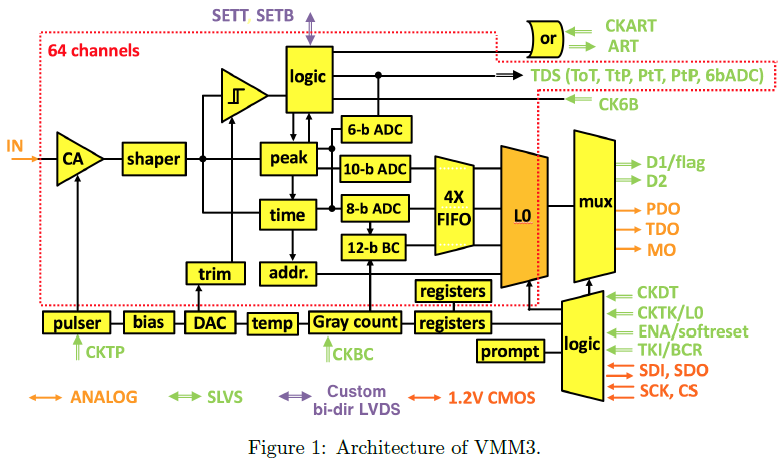 SETT SETB
64 channels
or
CKART
ART
logic
TDS (ToT, TtP, PtT, PtP, 6bADC)
CK6B
6-b ADC
IN
CA
shaper
peak
10-b ADC
4X
FIFO
L0
mux
D1/flag
D2
8-b ADC
time
PDO
TDO
12-b BC
MO
trim
addr.
registers
CKDT
pulser
bias
DAC
temp
Gray count
registers
logic
CKTK/L0
ENA/softreset
CKTP
CKBC
prompt
TKI/BCR
SDI, SDO
SCK, CS
ANALOG
SLVS
Custom
bi-dir LVDS
1.2V CMOS
Figure 1: Architecture of VMM3.